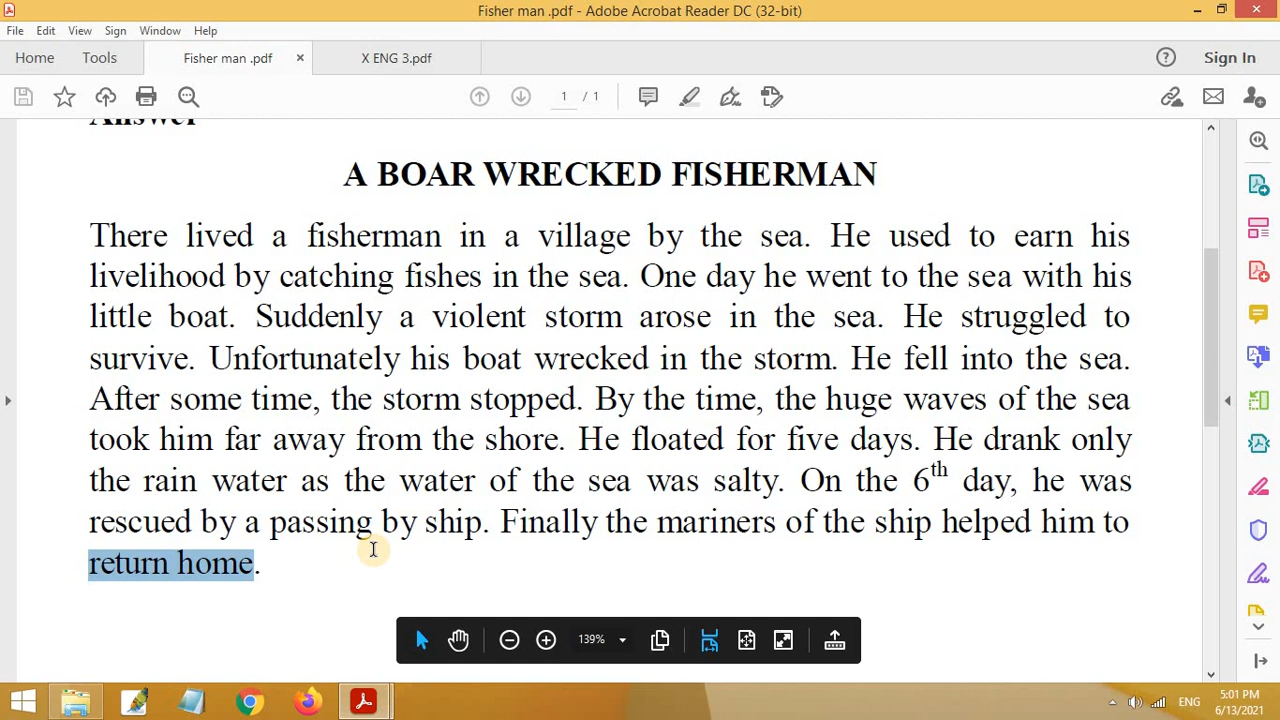 Fisher man .pdf - Adobe Acrobat Reader DC (32-bit)
File Edit View Sign Window Help
Home Tools Fisher man .pdf × X ENG 3.pdf Sign In
1 / 1
Answer
A BOAR WRECKED FISHERMAN
There lived a fisherman in a village by the sea. He used to earn his
livelihood by catching fishes in the sea. One day he went to the sea with his
little boat. Suddenly a violent storm arose in the sea. He struggled to
survive. Unfortunately his boat wrecked in the storm. He fell into the sea.
After some time, the storm stopped. By the time, the huge waves of the sea
took him far away from the shore. He floated for five days. He drank only
the rain water as the water of the sea was salty. On the 6th day, he was
rescued by a passing by ship. Finally the mariners of the ship helped him to
return home.
139%
ENG
5:01 PM
6/13/2021